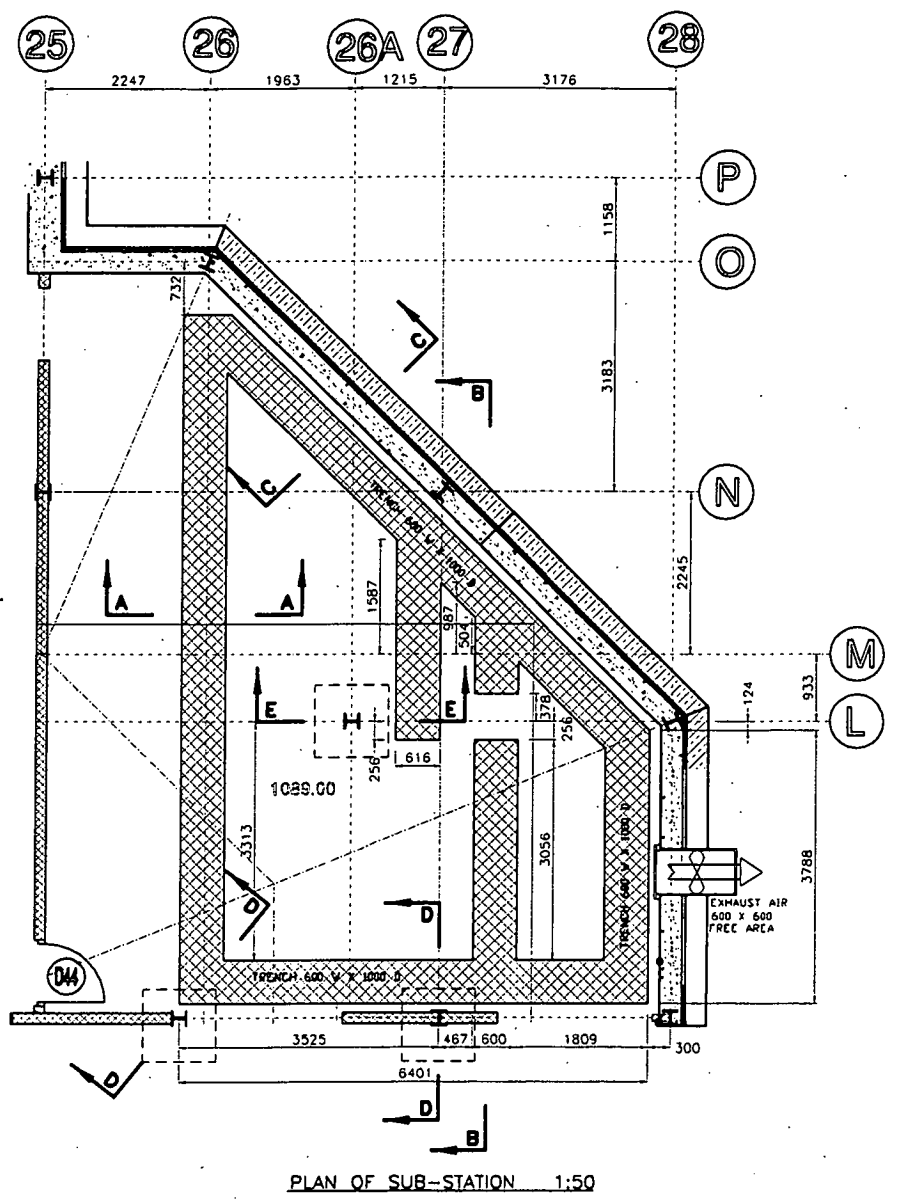 25 26 26A 27 28
2247 1963 1215 3176
P
1158
O
732
C
3183
B
C
N
TRENCH 600 W X 1000 D
2245
A A
1587
987
504
M
E E
378
124
933
L
256
256
616
1089.00
3313
3056
TRENCH 600 W X 1000 D
3788
D
D
EXHAUST AIR
600 X 600
FREE AREA
D44
TRENCH 600 W X 1000 D
3525 467 600 1809
300
6401
D
D
B
PLAN OF SUB-STATION 1:50